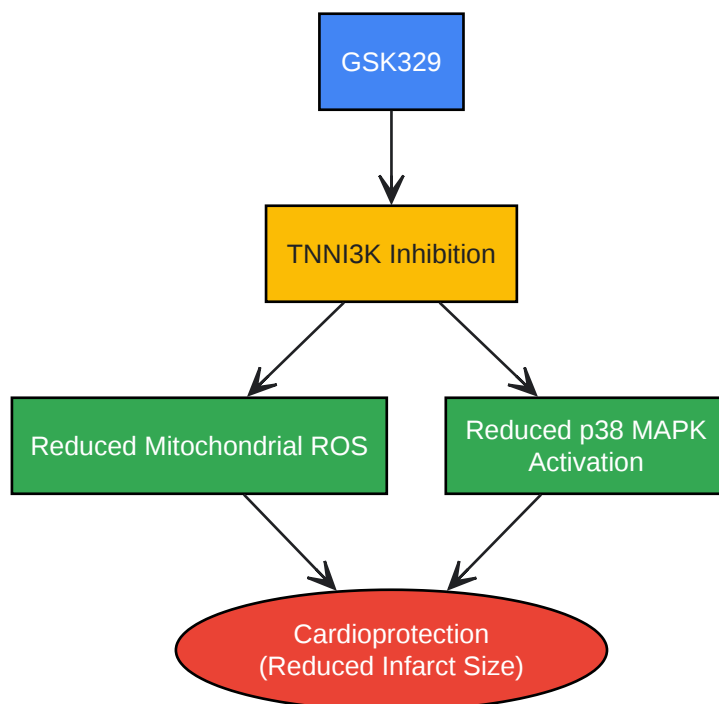 GSK329
TNNI3K Inhibition
Reduced Mitochondrial ROS
Reduced p38 MAPK
Activation
Cardioprotection
(Reduced Infarct Size)